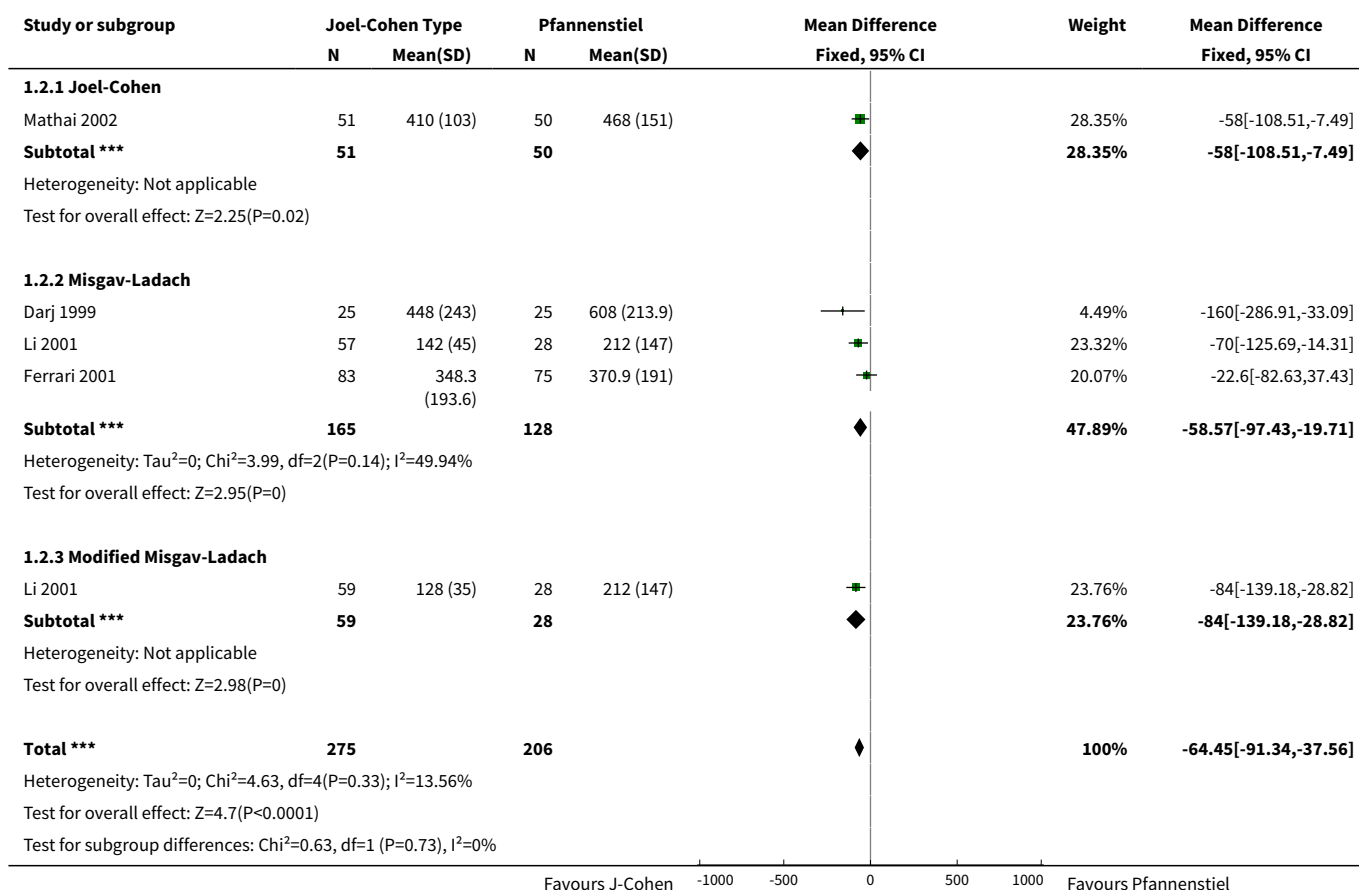 Study or subgroup Joel-Cohen Type Pfannenstiel Mean Difference Weight Mean Difference
N Mean(SD) N Mean(SD) Fixed, 95% CI Fixed, 95% CI
1.2.1 Joel-Cohen
Mathai 2002 51 410 (103) 50 468 (151) 28.35% -58[-108.51,-7.49]
Subtotal *** 51 50 28.35% -58[-108.51,-7.49]
Heterogeneity: Not applicable
Test for overall effect: Z=2.25(P=0.02)
1.2.2 Misgav-Ladach
Darj 1999 25 448 (243) 25 608 (213.9) 4.49% -160[-286.91,-33.09]
Li 2001 57 142 (45) 28 212 (147) 23.32% -70[-125.69,-14.31]
Ferrari 2001 83 348.3 75 370.9 (191) 20.07% -22.6[-82.63,37.43]
(193.6)
Subtotal *** 165 128 47.89% -58.57[-97.43,-19.71]
Heterogeneity: Tau²=0; Chi²=3.99, df=2(P=0.14); I²=49.94%
Test for overall effect: Z=2.95(P=0)
1.2.3 Modified Misgav-Ladach
Li 2001 59 128 (35) 28 212 (147) 23.76% -84[-139.18,-28.82]
Subtotal *** 59 28 23.76% -84[-139.18,-28.82]
Heterogeneity: Not applicable
Test for overall effect: Z=2.98(P=0)
Total *** 275 206 100% -64.45[-91.34,-37.56]
Heterogeneity: Tau²=0; Chi²=4.63, df=4(P=0.33); I²=13.56%
Test for overall effect: Z=4.7(P<0.0001)
Test for subgroup differences: Chi²=0.63, df=1 (P=0.73), I²=0%
Favours J-Cohen -1000 -500 0 500 1000 Favours Pfannenstiel